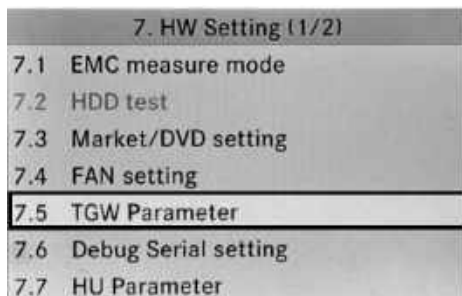 7. HW Setting (1/2)
7.1 EMC measure mode
7.2 HDD test
7.3 Market/DVD setting
7.4 FAN setting
7.5 TGW Parameter
7.6 Debug Serial setting
7.7 HU Parameter